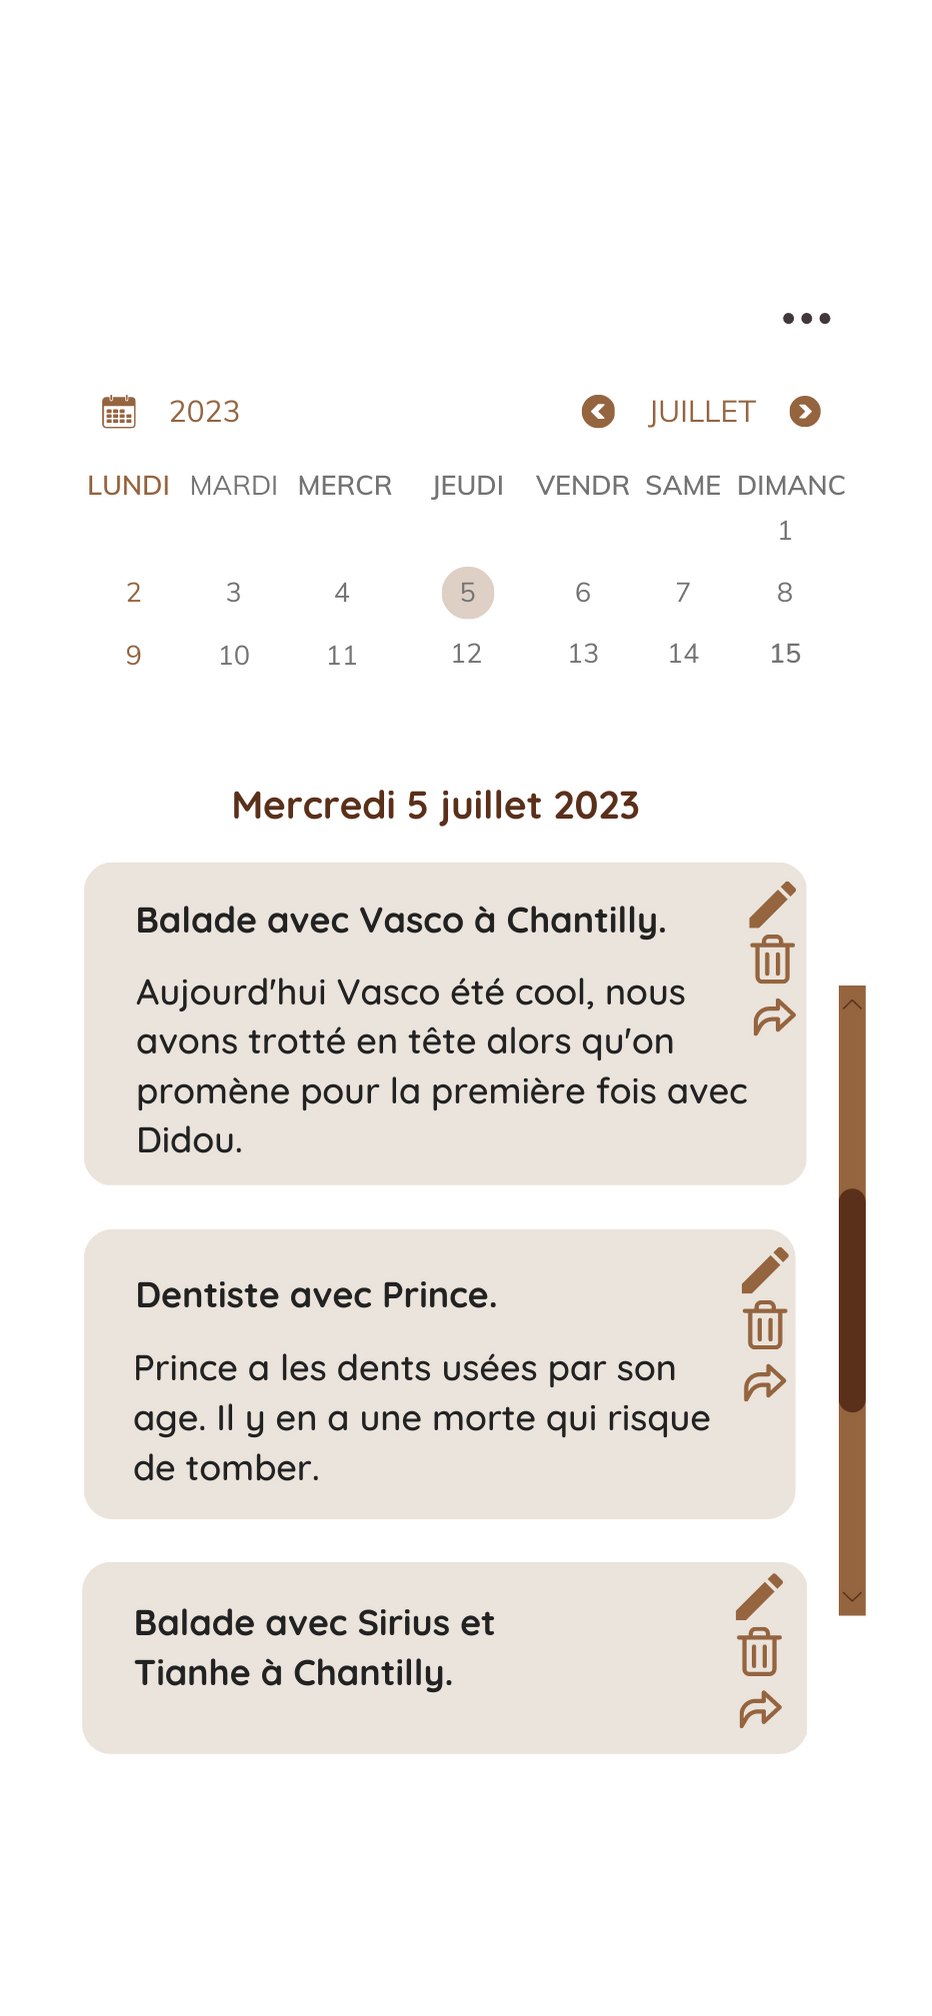 2023 JUILLET
LUNDI MARDI MERCR JEUDI VENDR SAME DIMANC
1
2 3 4 5 6 7 8
9 10 11 12 13 14 15
Mercredi 5 juillet 2023
Balade avec Vasco à Chantilly.
Aujourd'hui Vasco été cool, nous
avons trotté en tête alors qu'on
promène pour la première fois avec
Didou.
Dentiste avec Prince.
Prince a les dents usées par son
age. Il y en a une morte qui risque
de tomber.
Balade avec Sirius et
Tianhe à Chantilly.